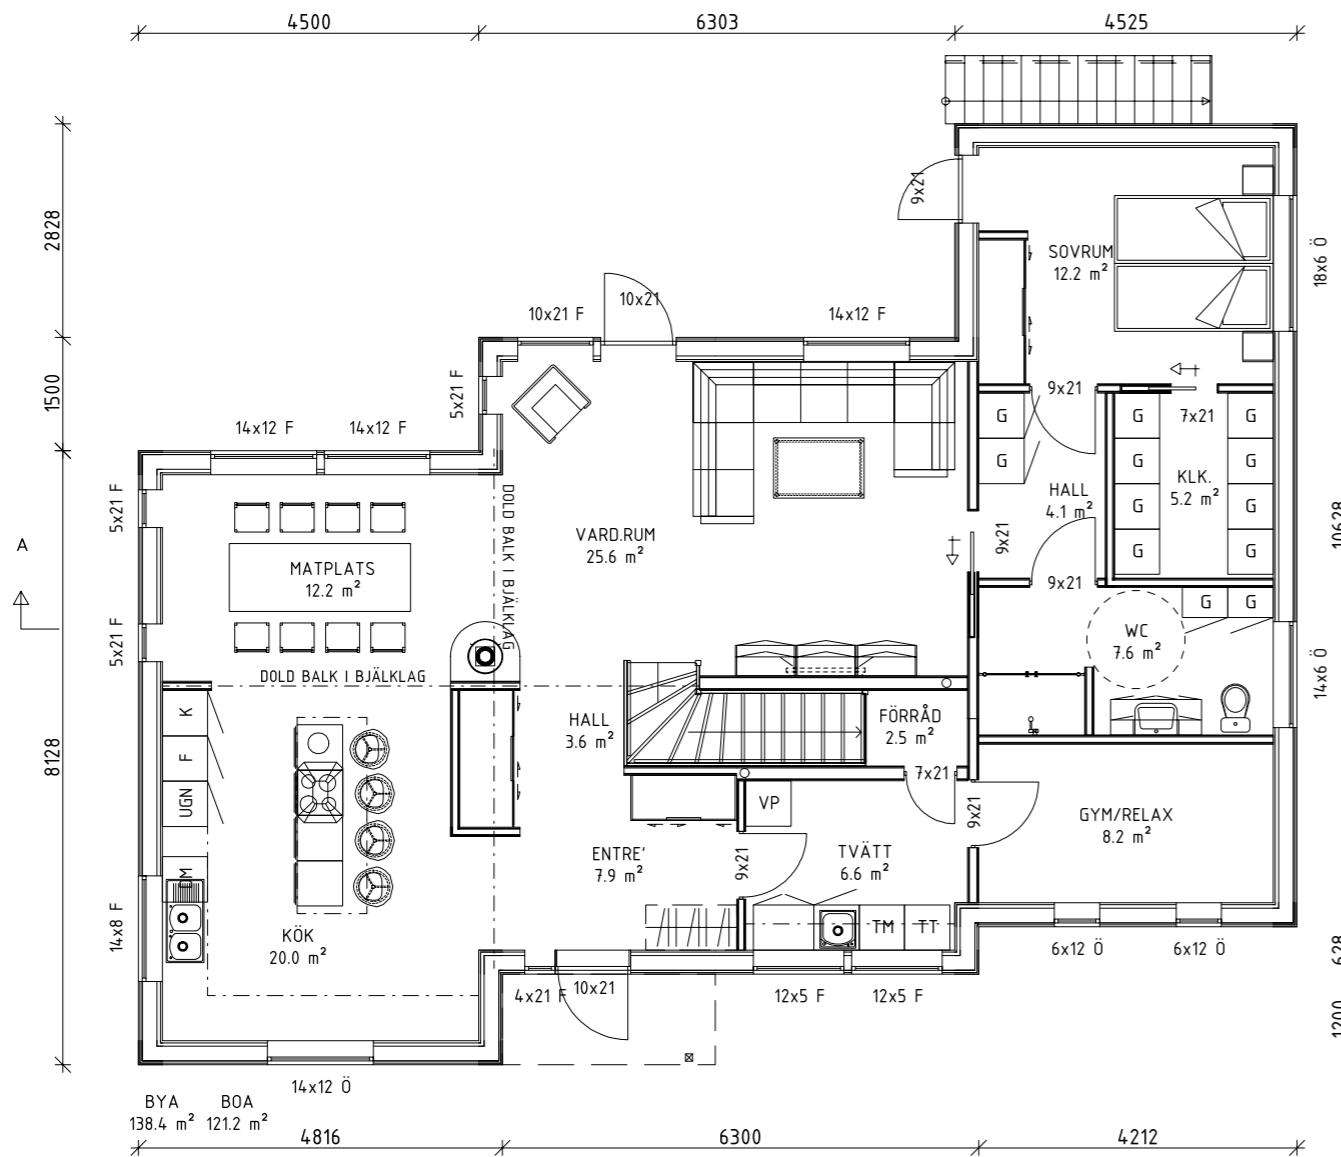 4500
6303
4525
2828
1500
8128
A
9x21
SOVRUM
12.2 m²
18x6 Ö
10x21 F
10x21
14x12 F
5x21 F
14x12 F
14x12 F
9x21
7x21
G
G
G
G
G
G
G
G
G
G
KLK.
5.2 m²
HALL
4.1 m²
9x21
9x21
10628
5x21 F
DOLD BALK I BJÄLKLAG
VARD.RUM
25.6 m²
MATPLATS
12.2 m²
5x21 F
DOLD BALK I BJÄLKLAG
G
G
WC
7.6 m²
14x6 Ö
K
F
UGN
DM
HALL
3.6 m²
FÖRRÅD
2.5 m²
7x21
VP
9x21
GYM/RELAX
8.2 m²
ENTRE'
7.9 m²
9x21
TVÄTT
6.6 m²
TM
TT
14x8 F
KÖK
20.0 m²
6x12 Ö
6x12 Ö
628
1200
4x21 F
10x21
12x5 F
12x5 F
14x12 Ö
BYA
138.4 m²
BOA
121.2 m²
4816
6300
4212